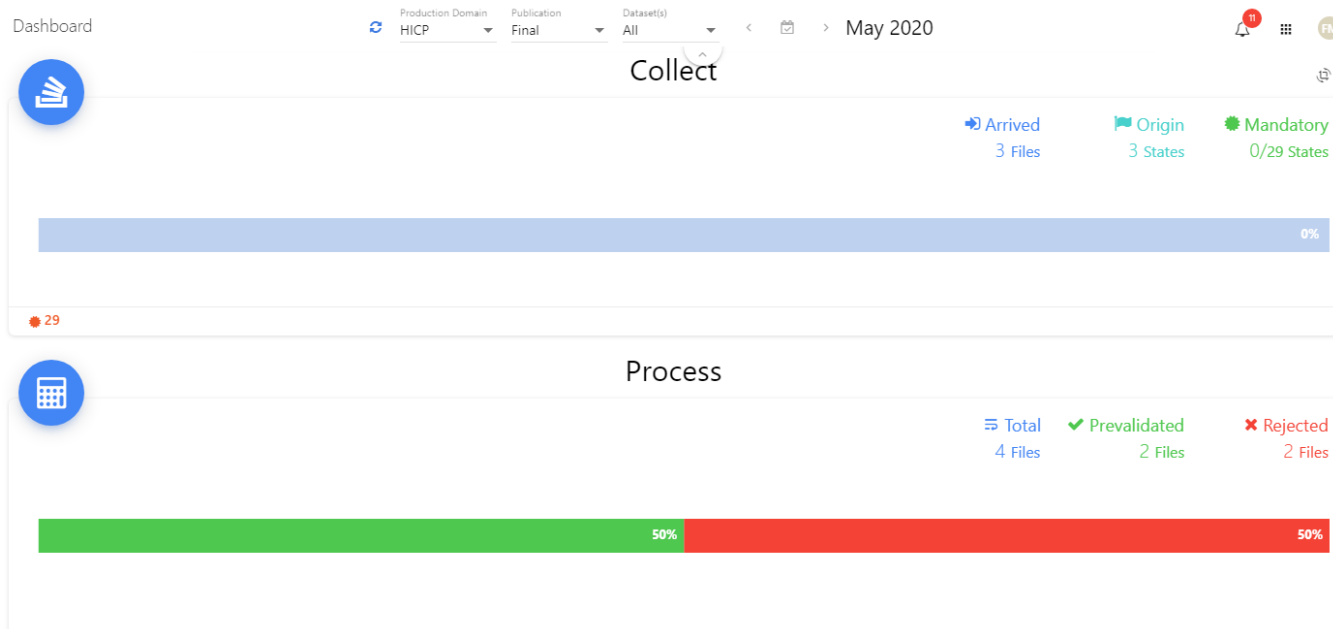 Dashboard
Production Domain
HICP
Publication
Final
Dataset(s)
All
May 2020
11
FM
Collect
Arrived
3 Files
Origin
3 States
Mandatory
0/29 States
0%
29
Process
Total
4 Files
Prevalidated
2 Files
Rejected
2 Files
50%
50%